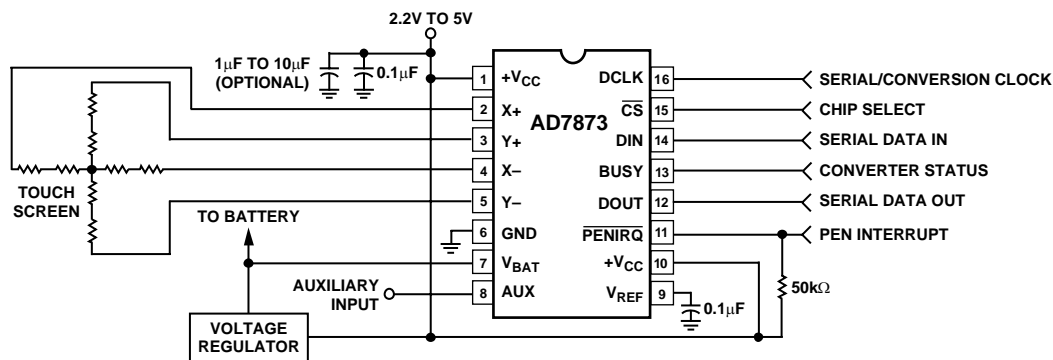 2.2V TO 5V
1μF TO 10μF
(OPTIONAL)
0.1μF
TOUCH
SCREEN
TO BATTERY
AUXILIARY
INPUT
VOLTAGE
REGULATOR
AD7873
1 +VCC
2 X+
3 Y+
4 X–
5 Y–
6 GND
7 VBAT
8 AUX
DCLK 16 SERIAL/CONVERSION CLOCK
CS 15 CHIP SELECT
DIN 14 SERIAL DATA IN
BUSY 13 CONVERTER STATUS
DOUT 12 SERIAL DATA OUT
PENIRQ 11 PEN INTERRUPT
+VCC 10
VREF 9
0.1μF
50kΩ